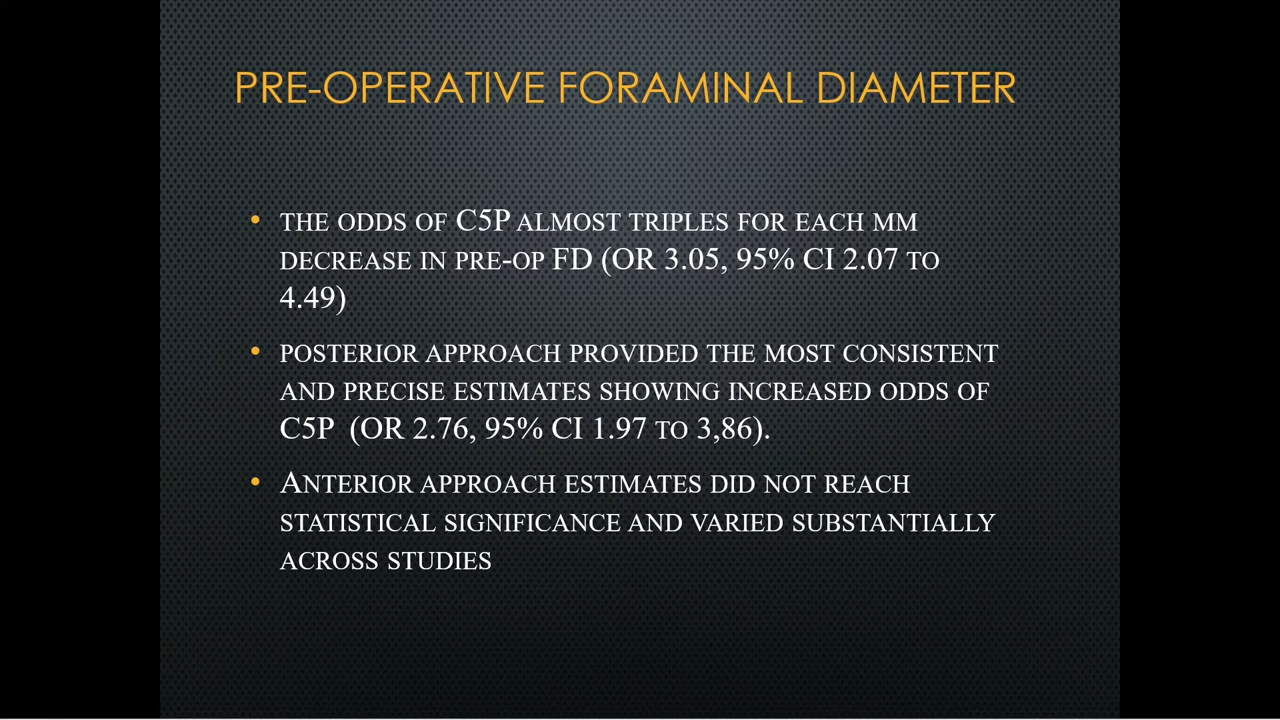 PRE-OPERATIVE FORAMINAL DIAMETER
• THE ODDS OF C5P ALMOST TRIPLES FOR EACH MM
DECREASE IN PRE-OP FD (OR 3.05, 95% CI 2.07 TO
4.49)
• POSTERIOR APPROACH PROVIDED THE MOST CONSISTENT
AND PRECISE ESTIMATES SHOWING INCREASED ODDS OF
C5P (OR 2.76, 95% CI 1.97 TO 3,86).
• ANTERIOR APPROACH ESTIMATES DID NOT REACH
STATISTICAL SIGNIFICANCE AND VARIED SUBSTANTIALLY
ACROSS STUDIES